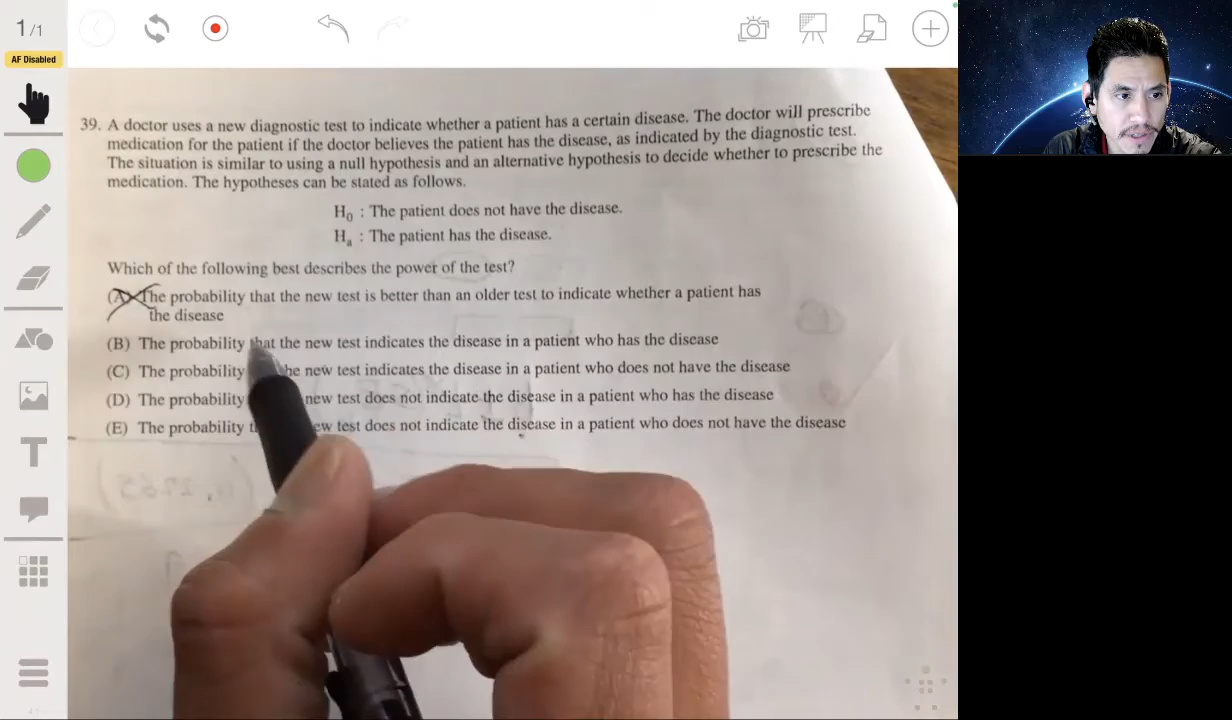 1/1
AF Disabled
39. A doctor uses a new diagnostic test to indicate whether a patient has a certain disease. The doctor will prescribe
medication for the patient if the doctor believes the patient has the disease, as indicated by the diagnostic test.
The situation is similar to using a null hypothesis and an alternative hypothesis to decide whether to prescribe the
medication. The hypotheses can be stated as follows.
H₀ : The patient does not have the disease.
Hₐ : The patient has the disease.
Which of the following best describes the power of the test?
(A) The probability that the new test is better than an older test to indicate whether a patient has
the disease
(B) The probability that the new test indicates the disease in a patient who has the disease
(C) The probability the new test indicates the disease in a patient who does not have the disease
(D) The probability new test does not indicate the disease in a patient who has the disease
(E) The probability test does not indicate the disease in a patient who does not have the disease
T